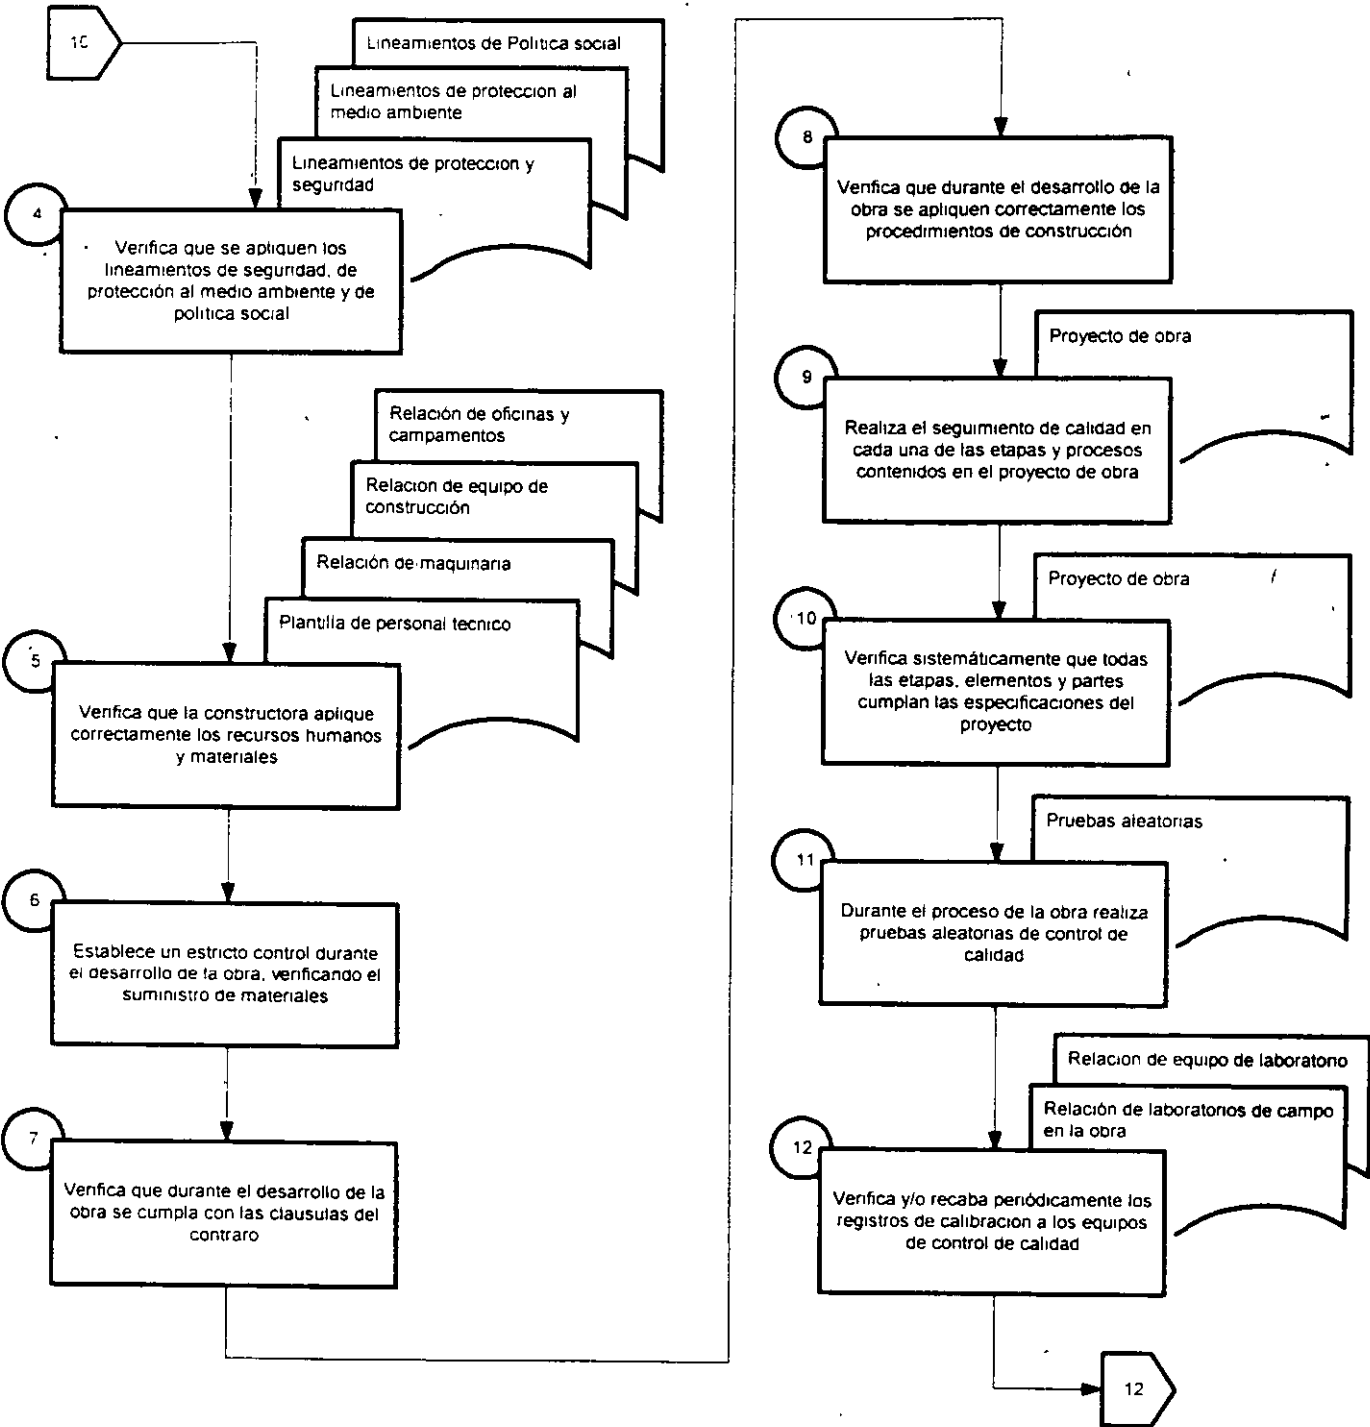 10
Lineamientos de Politica social
Lineamientos de proteccion al
medio ambiente
Lineamientos de proteccion y
seguridad
4
Verifica que se apliquen los
lineamientos de seguridad, de
protección al medio ambiente y de
politica social
Relación de oficinas y
campamentos
Relacion de equipo de
construcción
Relación de maquinaria
Plantilla de personal tecnico
5
Verifica que la constructora aplique
correctamente los recursos humanos
y materiales
6
Establece un estricto control durante
el desarrollo de la obra, verificando el
suministro de materiales
7
Verifica que durante el desarrollo de la
obra se cumpla con las clausulas del
contraro
8
Verifica que durante el desarrollo de la
obra se apliquen correctamente los
procedimientos de construcción
Proyecto de obra
9
Realiza el seguimiento de calidad en
cada una de las etapas y procesos
contenidos en el proyecto de obra
Proyecto de obra
10
Verifica sistemáticamente que todas
las etapas, elementos y partes
cumplan las especificaciones del
proyecto
Pruebas aleatorias
11
Durante el proceso de la obra realiza
pruebas aleatorias de control de
calidad
Relacion de equipo de laboratorio
Relación de laboratorios de campo
en la obra
12
Verifica y/o recaba periódicamente los
registros de calibracion a los equipos
de control de calidad
12